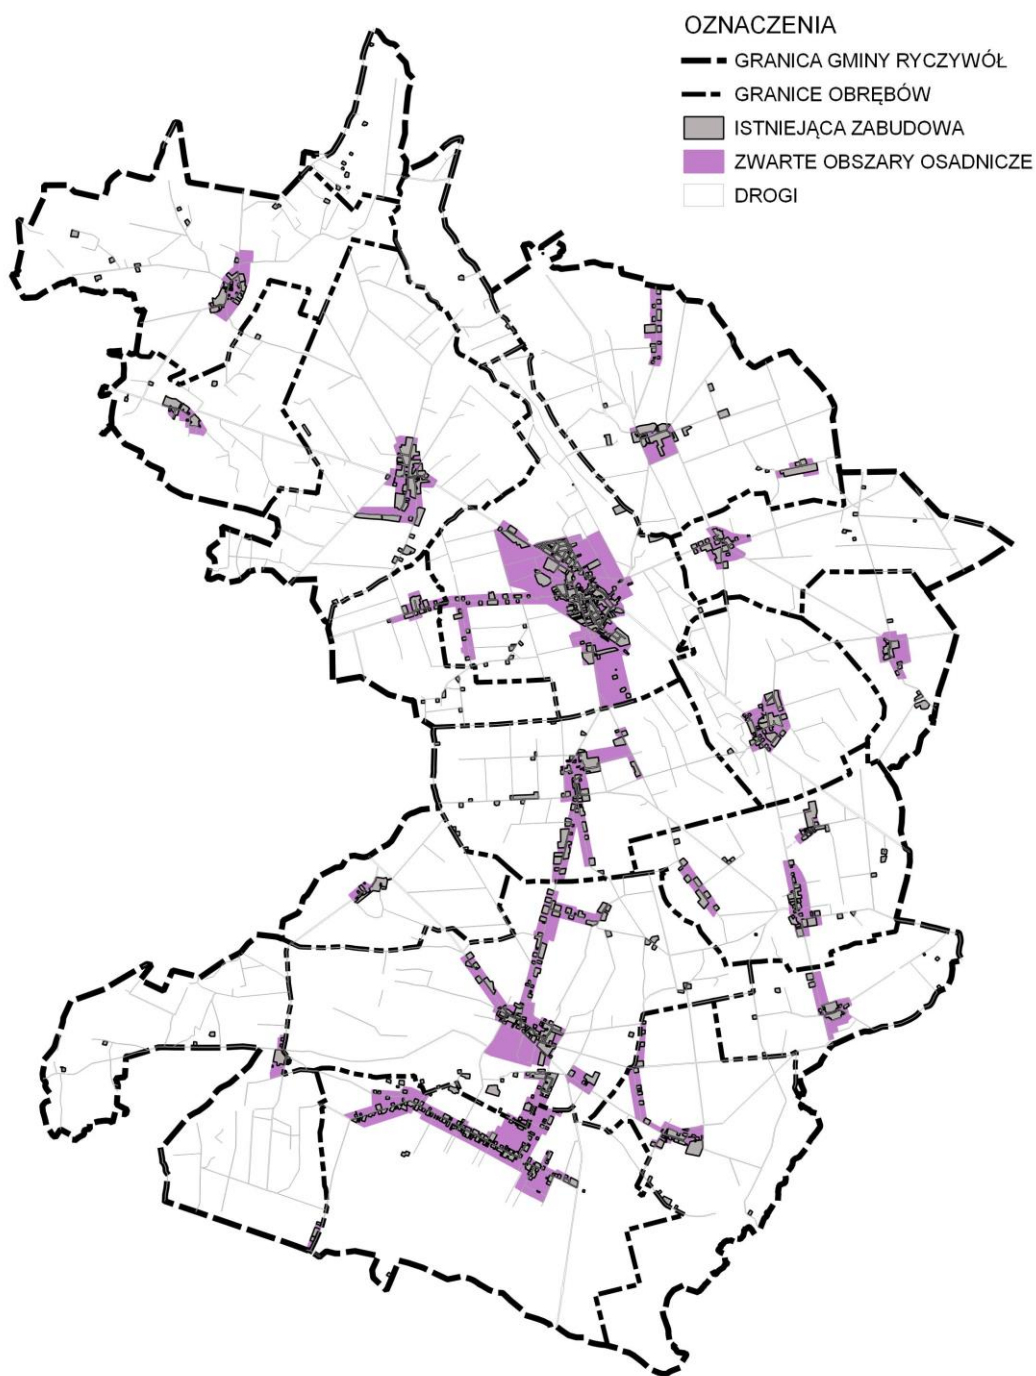 OZNACZENIA
GRANICA GMINY RYCZYWÓŁ
GRANICE OBRĘBÓW
ISTNIEJĄCA ZABUDOWA
ZWARTE OBSZARY OSADNICZE
DROGI